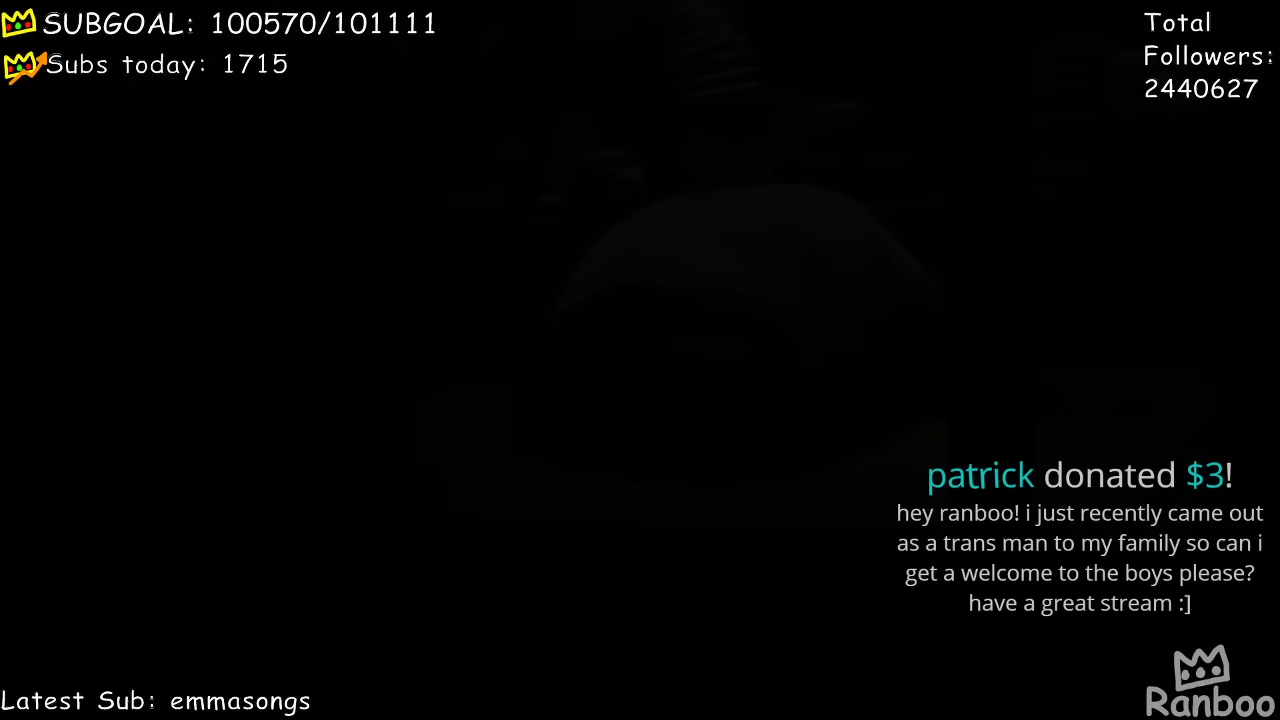 SUBGOAL: 100570/101111
Subs today: 1715
Total
Followers:
2440627
patrick donated $3!
hey ranboo! i just recently came out
as a trans man to my family so can i
get a welcome to the boys please?
have a great stream :]
Latest Sub: emmasongs
Ranboo